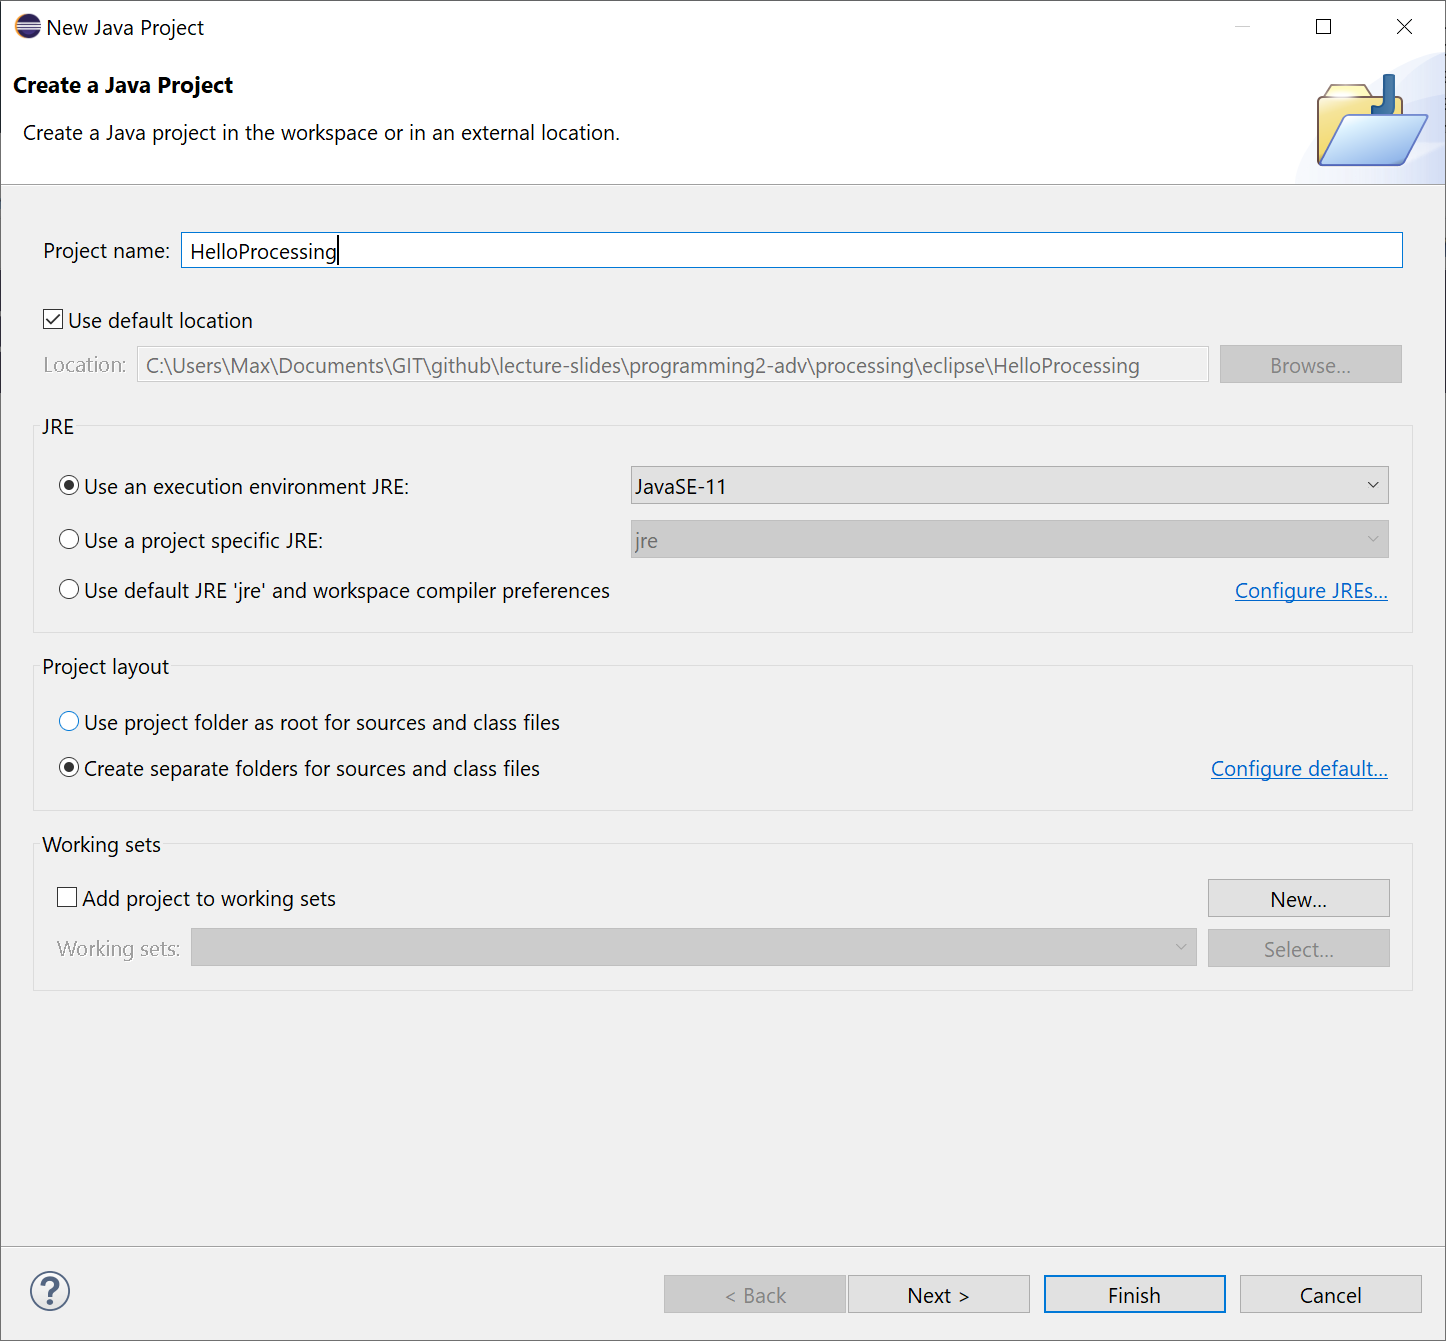 New Java Project
Create a Java Project
Create a Java project in the workspace or in an external location.
Project name: HelloProcessing
Use default location
Location: C:\Users\Max\Documents\GIT\github\lecture-slides\programming2-adv\processing\eclipse\HelloProcessing Browse...
JRE
Use an execution environment JRE: JavaSE-11
Use a project specific JRE: jre
Use default JRE 'jre' and workspace compiler preferences Configure JREs...
Project layout
Use project folder as root for sources and class files
Create separate folders for sources and class files Configure default...
Working sets
Add project to working sets New...
Working sets: Select...
? < Back Next > Finish Cancel